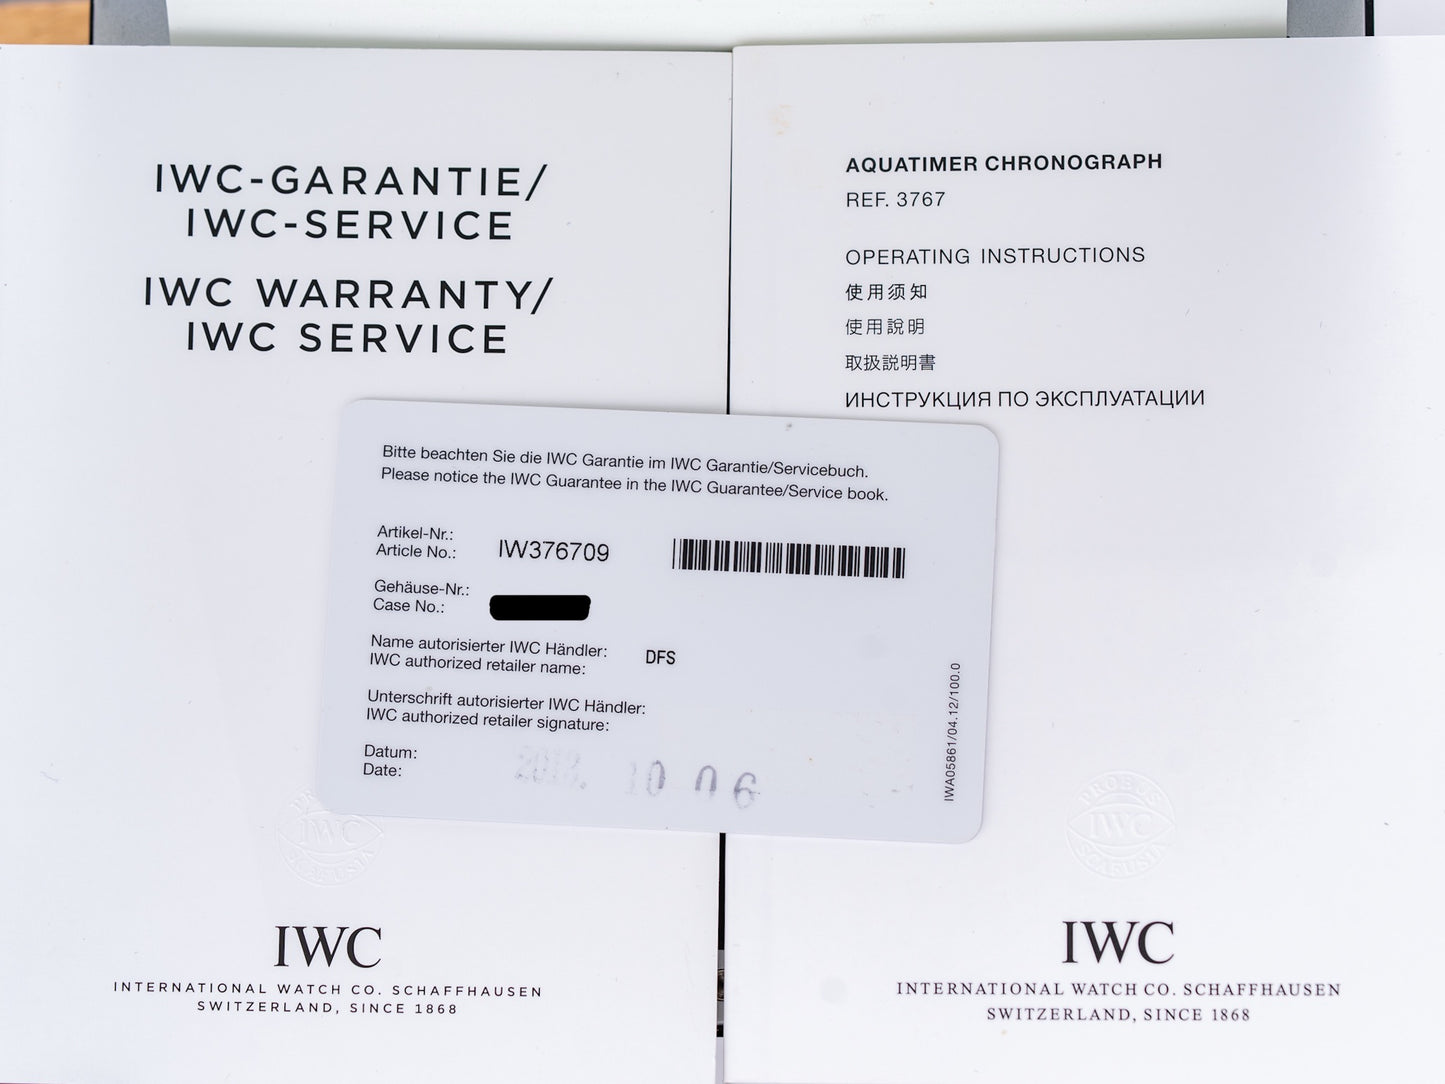 IWC-GARANTIE/
IWC-SERVICE
IWC WARRANTY/
IWC SERVICE
AQUATIMER CHRONOGRAPH
REF. 3767
OPERATING INSTRUCTIONS
使用须知
使用說明
取扱説明書
ИНСТРУКЦИЯ ПО ЭКСПЛУАТАЦИИ
Bitte beachten Sie die IWC Garantie im IWC Garantie/Servicebuch.
Please notice the IWC Guarantee in the IWC Guarantee/Service book.
Artikel-Nr.:
Article No.: IW376709
Gehäuse-Nr.:
Case No.:
Name autorisierter IWC Händler:
IWC authorized retailer name: DFS
Unterschrift autorisierter IWC Händler:
IWC authorized retailer signature:
Datum:
Date: 10 06
IWA05861/04.12/100.0
IWC
SCAFUSIA
IWC
INTERNATIONAL WATCH CO. SCHAFFHAUSEN
SWITZERLAND, SINCE 1868
PROBUS
IWC
SCAFUSIA
IWC
INTERNATIONAL WATCH CO. SCHAFFHAUSEN
SWITZERLAND, SINCE 1868